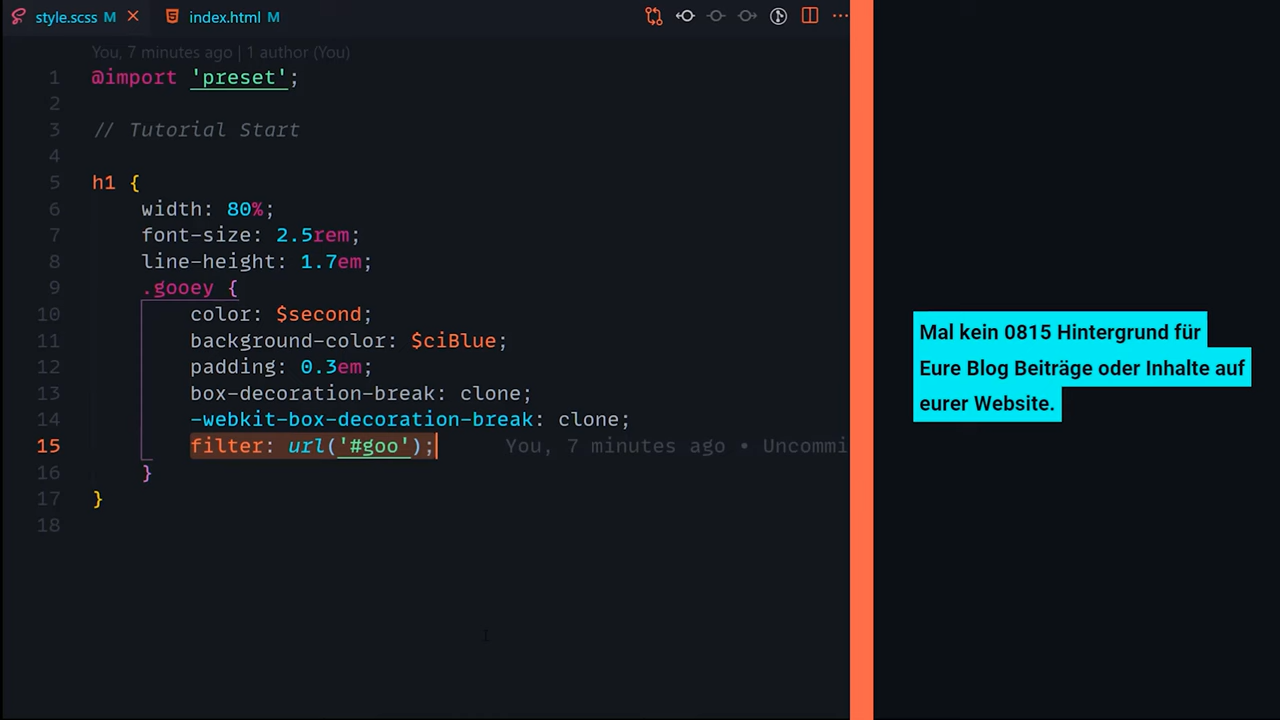 style.scss M
index.html M
You, 7 minutes ago | 1 author (You)
1 @import 'preset';
2
3 // Tutorial Start
4
5 h1 {
6 width: 80%;
7 font-size: 2.5rem;
8 line-height: 1.7em;
9 .gooey {
10 color: $second;
11 background-color: $ciBlue;
12 padding: 0.3em;
13 box-decoration-break: clone;
14 -webkit-box-decoration-break: clone;
15 filter: url('#goo'); You, 7 minutes ago • Uncommi
16 }
17 }
18
Mal kein 0815 Hintergrund für
Eure Blog Beiträge oder Inhalte auf
eurer Website.